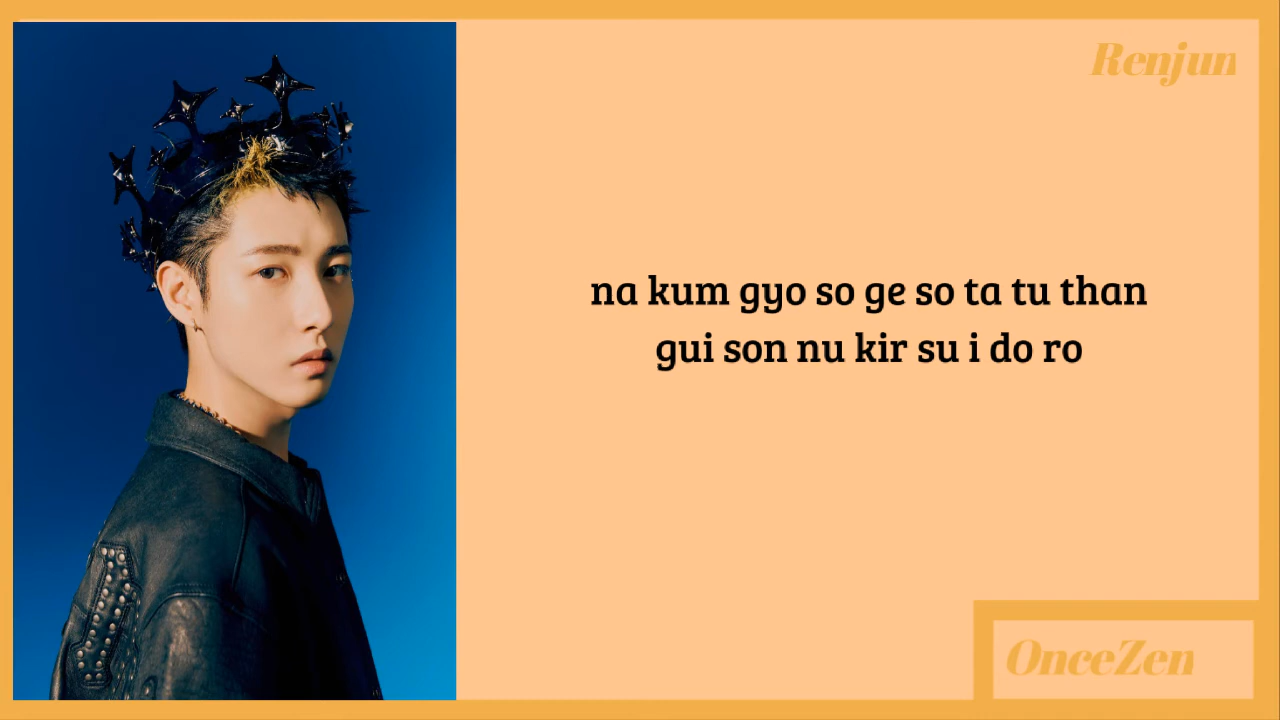 Renjun
na kum gyo so ge so ta tu than
gui son nu kir su i do ro
OnceZen